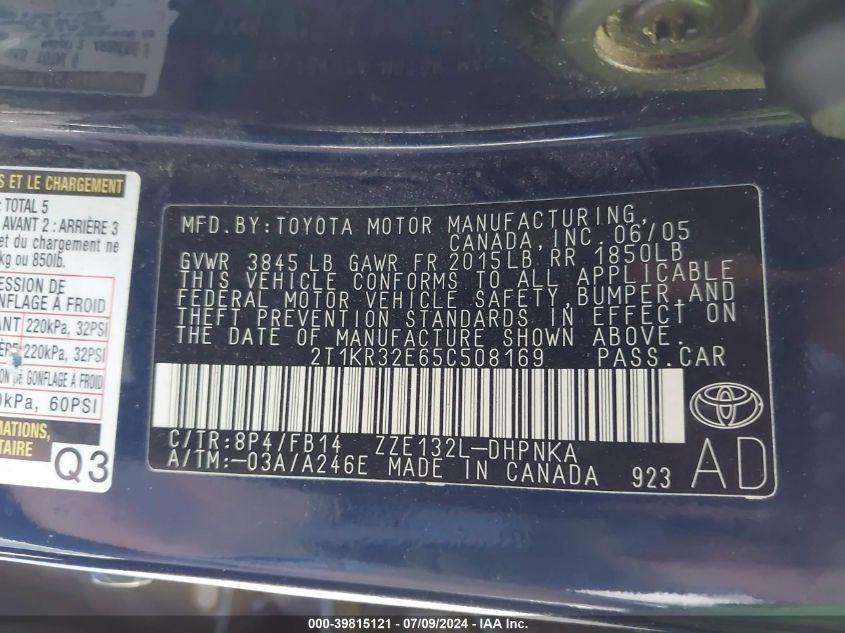 S ET LE CHARGEMENT
: TOTAL 5
AVANT 2 : ARRIÈRE 3
et du chargement ne
kg ou 850lb.
ESSION DE
NFLAGE À FROID
ANT 220kPa, 32PSI
220kPa, 32PSI
ON DE GONFLAGE À FROID
0kPa, 60PSI
MATIONS,
TAIRE
Q3
MFD. BY: TOYOTA MOTOR MANUFACTURING,
CANADA, INC. 06/05
GVWR 3845 LB GAWR FR 2015LB RR 1850LB
THIS VEHICLE CONFORMS TO ALL APPLICABLE
FEDERAL MOTOR VEHICLE SAFETY, BUMPER, AND
THEFT PREVENTION STANDARDS IN EFFECT ON
THE DATE OF MANUFACTURE SHOWN ABOVE.
2T1KR32E65C508169 PASS. CAR
C/TR: 8P4/FB14 ZZE132L-DHPNKA
A/TM: -03A/A246E MADE IN CANADA 923
AD
000-39815121 - 07/09/2024 - IAA Inc.